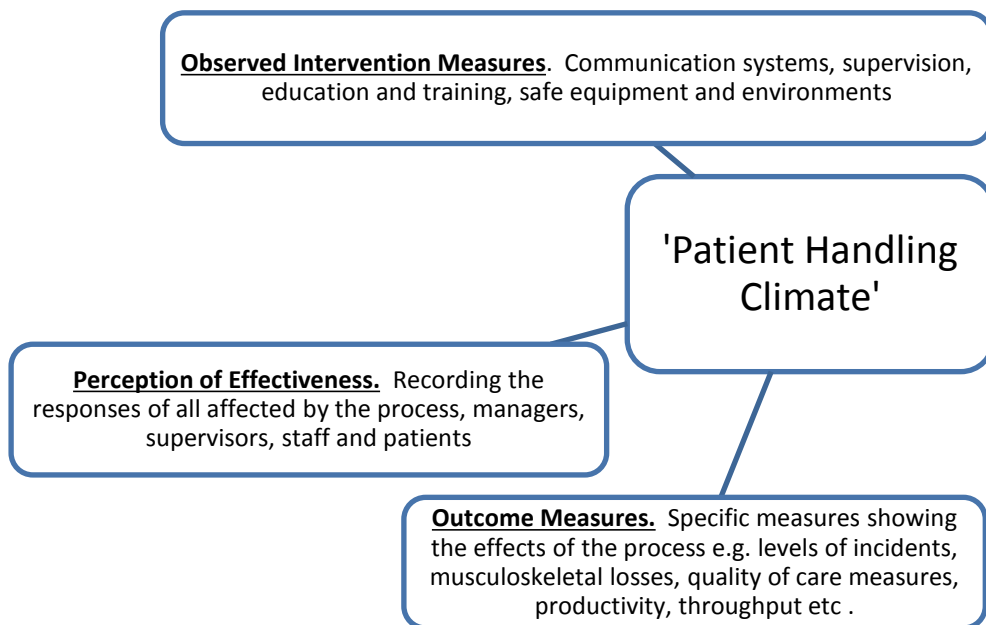 Observed Intervention Measures.  Communication systems, supervision,
education and training, safe equipment and environments
'Patient Handling
Climate'
Perception of Effectiveness.  Recording the
responses of all affected by the process, managers,
supervisors, staff and patients
Outcome Measures.  Specific measures showing
the effects of the process e.g. levels of incidents,
musculoskeletal losses, quality of care measures,
productivity, throughput etc .